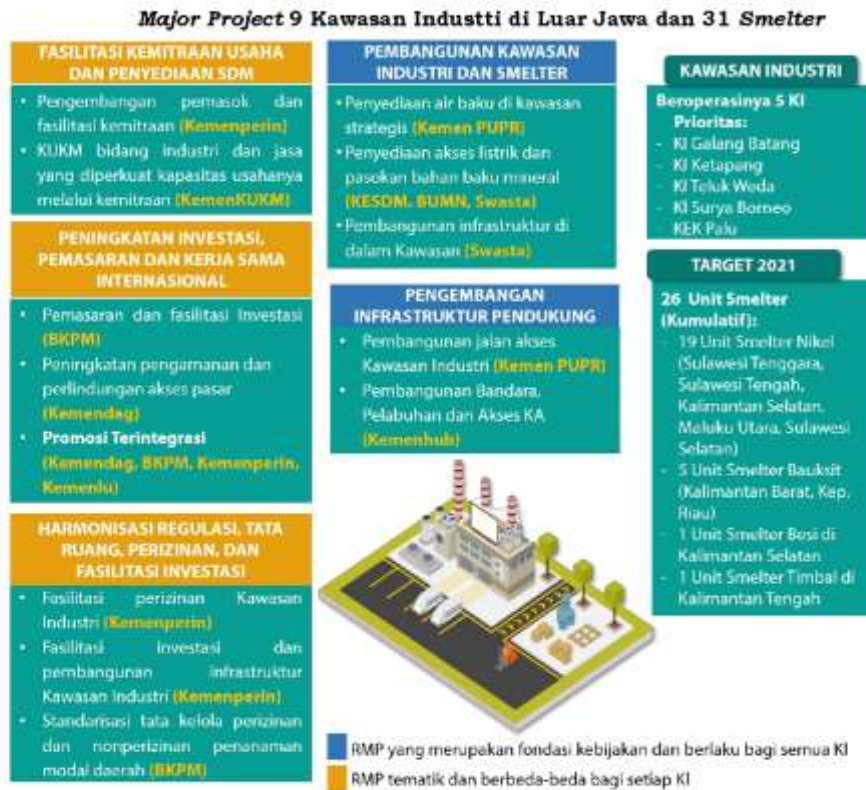 Major Project 9 Kawasan Industti di Luar Jawa dan 31 Smelter
FASILITASI KEMITRAAN USAHA
DAN PENYEDIAAN SDM
• Pengembangan pemasok dan
fasilitasi kemitraan (Kemenperin)
• KUKM bidang industri dan jasa
yang diperkuat kapasitas usahanya
melalui kemitraan (KemenKUKM)
PENINGKATAN INVESTASI,
PEMASARAN DAN KERJA SAMA
INTERNASIONAL
• Pemasaran dan fasilitasi Investasi
(BKPM)
• Peningkatan pengamanan dan
perlindungan akses pasar
(Kemendag)
• Promosi Terintegrasi
(Kemendag, BKPM, Kemenperin,
Kemenlu)
HARMONISASI REGULASI, TATA
RUANG, PERIZINAN, DAN
FASILITASI INVESTASI
• Fasilitasi perizinan Kawasan
Industri (Kemenperin)
• Fasilitasi investasi dan
pembangunan infrastruktur
Kawasan Industri (Kemenperin)
• Standarisasi tata kelola perizinan
dan nonperizinan penanaman
modal daerah (BKPM)
PEMBANGUNAN KAWASAN
INDUSTRI DAN SMELTER
• Penyediaan air baku di kawasan
strategis (Kemen PUPR)
• Penyediaan akses listrik dan
pasokan bahan baku mineral
(KESDM, BUMN, Swasta)
• Pembangunan infrastruktur di
dalam Kawasan (Swasta)
PENGEMBANGAN
INFRASTRUKTUR PENDUKUNG
• Pembangunan jalan akses
Kawasan Industri (Kemen PUPR)
• Pembangunan Bandara,
Pelabuhan dan Akses KA
(Kemenhub)
KAWASAN INDUSTRI
Beroperasinya 5 KI
Prioritas:
- KI Galang Batang
- KI Ketapang
- KI Teluk Weda
- KI Surya Borneo
- KEK Palu
TARGET 2021
26 Unit Smelter
(Kumulatif):
- 19 Unit Smelter Nikel
(Sulawesi Tenggara,
Sulawesi Tengah,
Kalimantan Selatan,
Maluku Utara, Sulawesi
Selatan)
- 5 Unit Smelter Bauksit
(Kalimantan Barat, Kep.
Riau)
- 1 Unit Smelter Besi di
Kalimantan Selatan
- 1 Unit Smelter Timbal di
Kalimantan Tengah
RMP yang merupakan fondasi kebijakan dan berlaku bagi semua KI
RMP tematik dan berbeda-beda bagi setiap KI